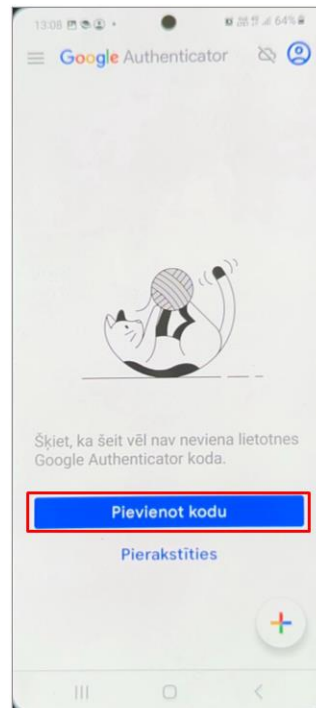 13:08
64%
Google Authenticator
Šķiet, ka šeit vēl nav neviena lietotnes
Google Authenticator koda.
Pievienot kodu
Pierakstīties